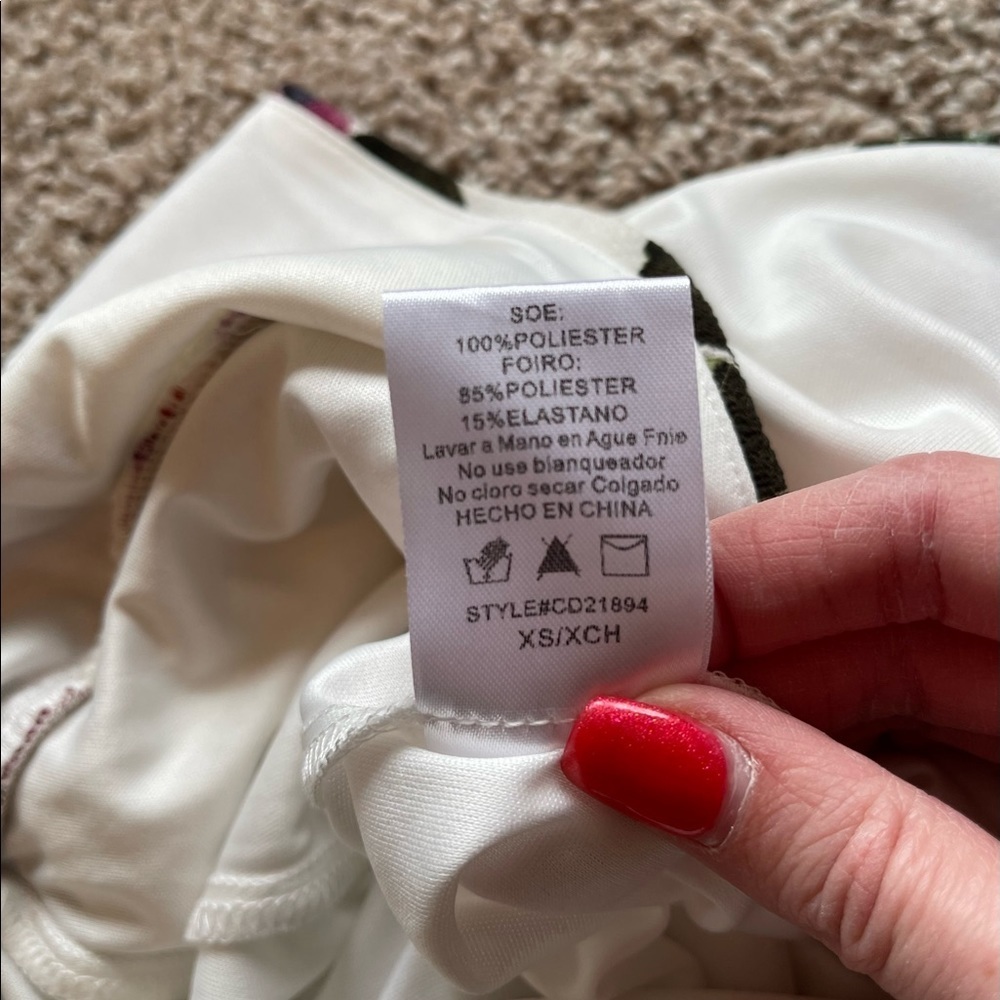 SOE:
100%POLIESTER
FOIRO:
85%POLIESTER
15%ELASTANO
Lavar a Mano en Ague Fnie
No use blanqueador
No cloro secar Colgado
HECHO EN CHINA
STYLE#CD21894
XS/XCH